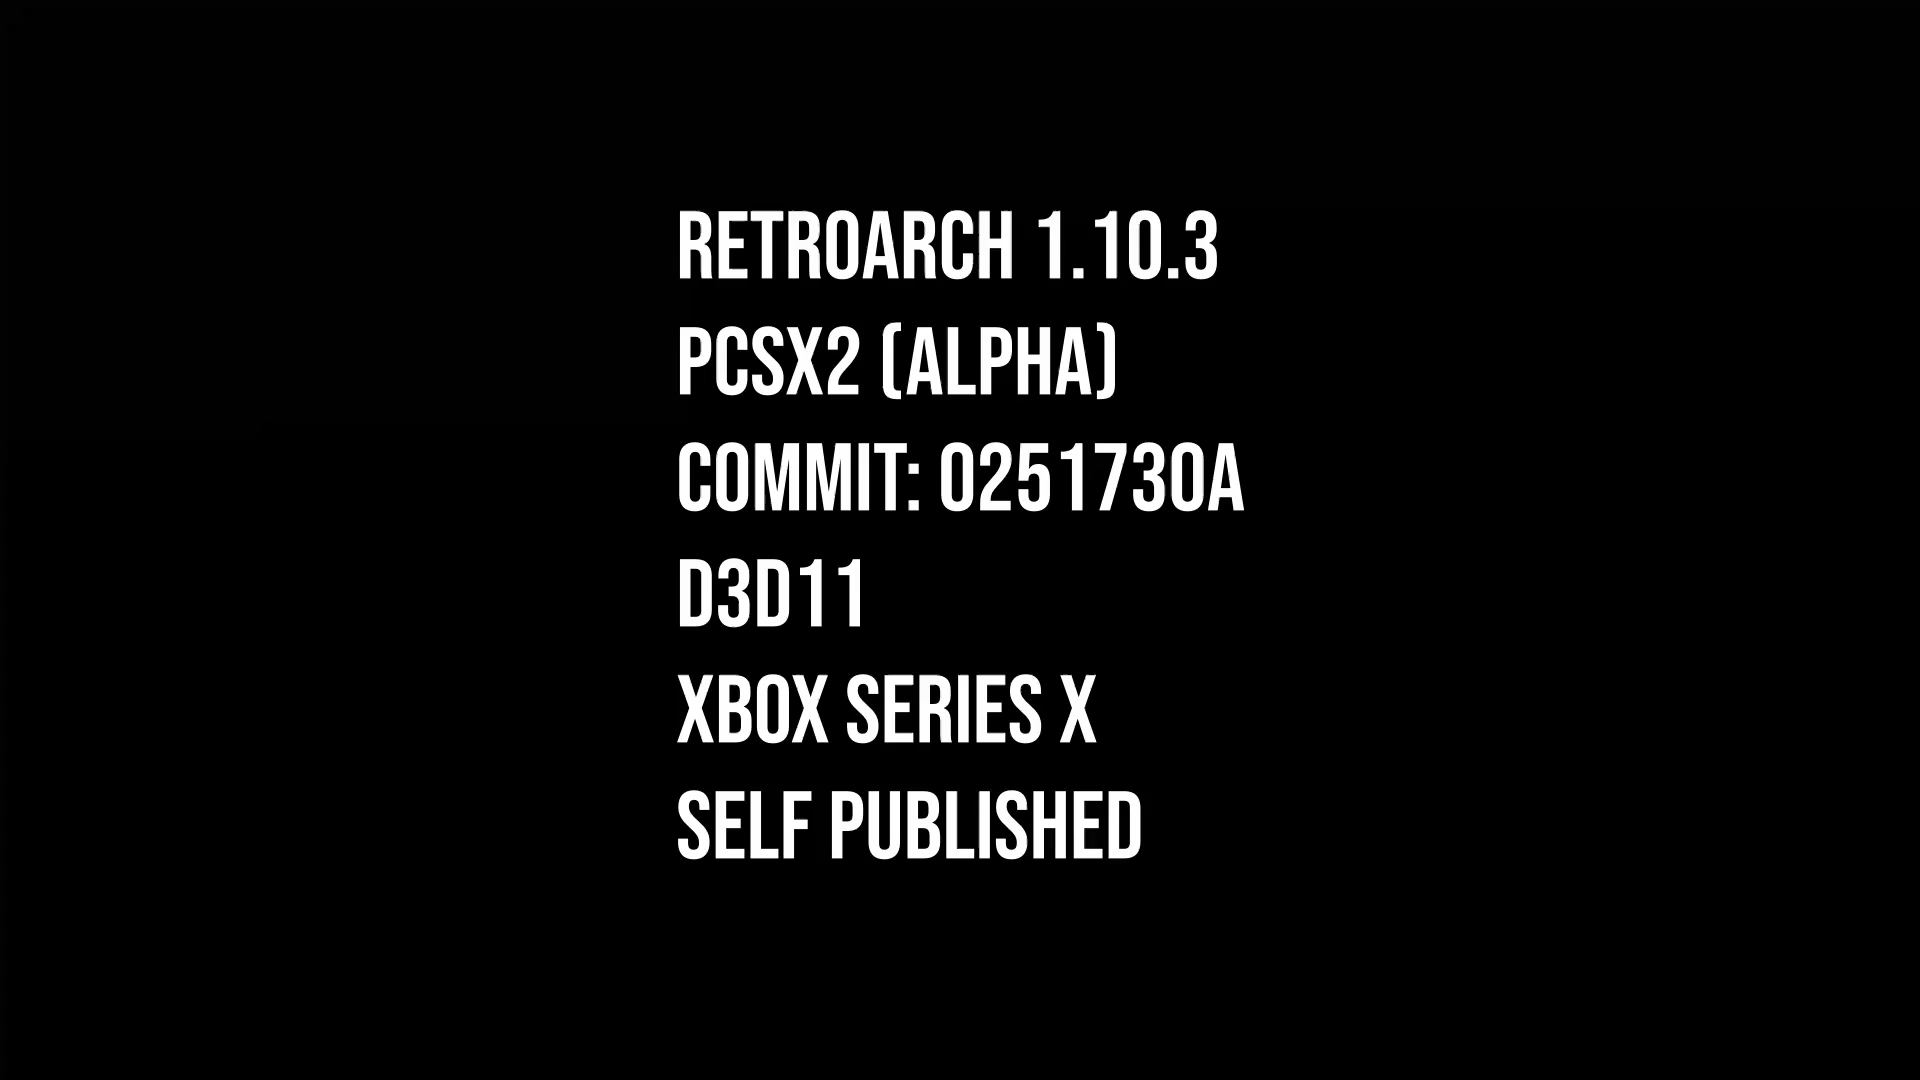 RETROARCH 1.10.3
PCSX2 (ALPHA)
COMMIT: 0251730A
D3D11
XBOX SERIES X
SELF PUBLISHED